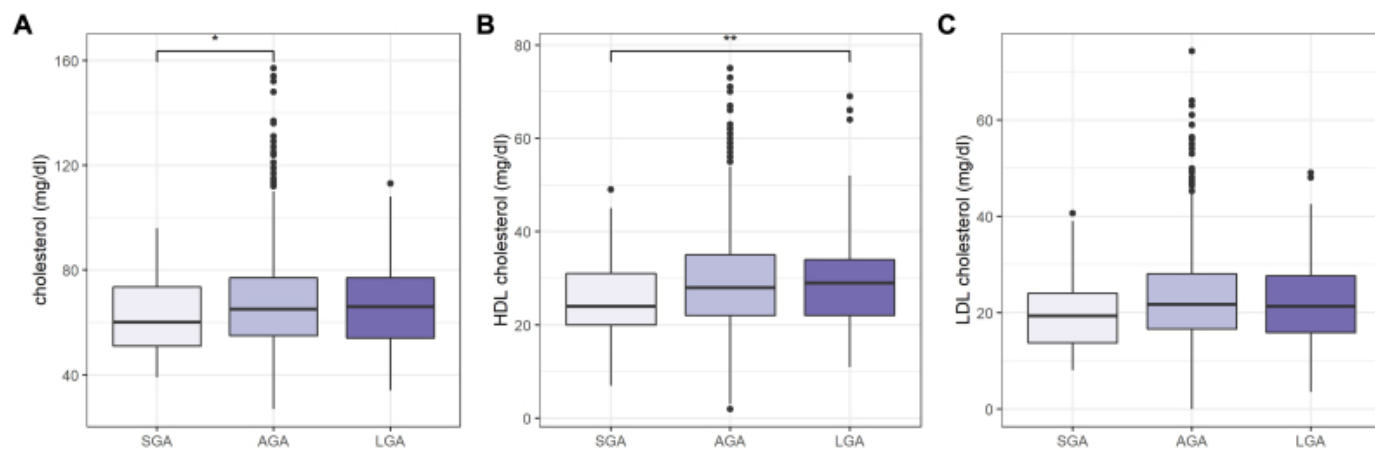 A
cholesterol (mg/dl)
160
120
80
40
*
SGA AGA LGA
B
HDL cholesterol (mg/dl)
80
60
40
20
0
**
SGA AGA LGA
C
LDL cholesterol (mg/dl)
60
40
20
0
SGA AGA LGA